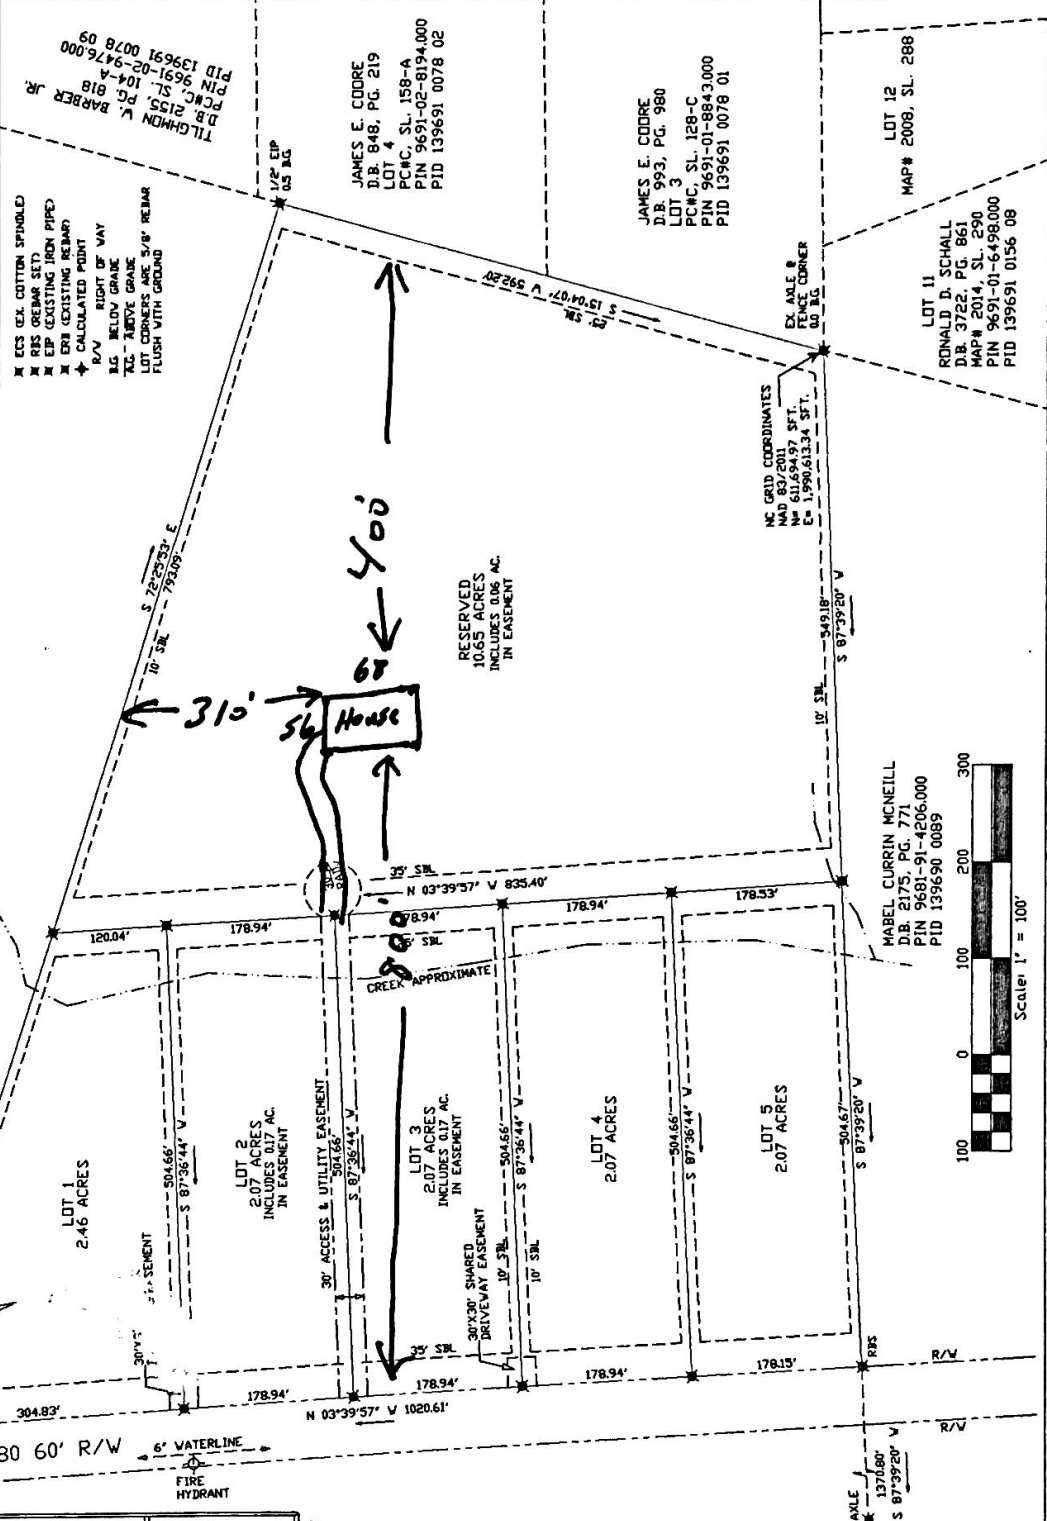 TILGHMON W. BARBER JR.
D.B. 2155, PG. 818
PC#C, SL. 104-A
PIN 9691-02-9476.000
PID 139691 0078 09
ECS (EX. COTTON SPINDLE)
RBS (REBAR SET)
EIP (EXISTING IRON PIPE)
ERB (EXISTING REBAR)
CALCULATED POINT
R/W RIGHT OF WAY
B.G. BELOW GRADE
A.G. - ABOVE GRADE
LOT CORNERS ARE 5/8" REBAR
FLUSH WITH GROUND
1/2" EIP
0.5 B.G.
JAMES E. COORE
D.B. 848, PG. 219
LOT 4
PC#C, SL. 158-A
PIN 9691-02-8194.000
PID 139691 0078 02
JAMES E. COORE
D.B. 993, PG. 980
LOT 3
PC#C, SL. 128-C
PIN 9691-01-8843.000
PID 139691 0078 01
LOT 12
MAP# 2008, SL. 288
LOT 11
RONALD D. SCHALL
D.B. 3722, PG. 861
MAP# 2014, SL. 290
PIN 9691-01-6498.000
PID 139691 0156 08
EX. AXLE @
FENCE CORNER
0.0 B.G.
S 15°04'07" W 592.20'
25' SBL
NC GRID COORDINATES
NAD 83/2011
N= 611,694.97 SFT.
E= 1,990,613.34 SFT.
S 72°25'53" E
793.09'
10' SBL
400'
310'
68
56
House
800'
RESERVED
10.65 ACRES
INCLUDES 0.06 AC.
IN EASEMENT
549.18'
S 87°39'20" W
10' SBL
35' SBL
N 03°39'57" W 835.40'
120.04'
178.94'
178.94'
178.94'
178.53'
CREEK APPROXIMATE
MABEL CURRIN MCNEILL
D.B. 2175, PG. 771
PIN 9681-91-4206.000
PID 139690 0089
100 0 100 200 300
Scale: 1" = 100'
LOT 1
2.46 ACRES
504.66'
S 87°36'44" W
LOT 2
2.07 ACRES
INCLUDES 0.17 AC.
IN EASEMENT
30' ACCESS & UTILITY EASEMENT
504.66'
S 87°36'44" W
LOT 3
2.07 ACRES
INCLUDES 0.17 AC.
IN EASEMENT
504.66'
S 87°36'44" W
10' SBL
10' SBL
30'X30' SHARED
DRIVEWAY EASEMENT
LOT 4
2.07 ACRES
504.66'
S 87°36'44" W
LOT 5
2.07 ACRES
504.67'
S 87°39'20" W
35' SBL
304.83'
178.94'
178.94'
178.94'
178.15'
RBS
N 03°39'57" W 1020.61'
R/W
R/W
60' R/W
6" WATERLINE
FIRE
HYDRANT
AXLE
1370.80'
S 87°39'20" W